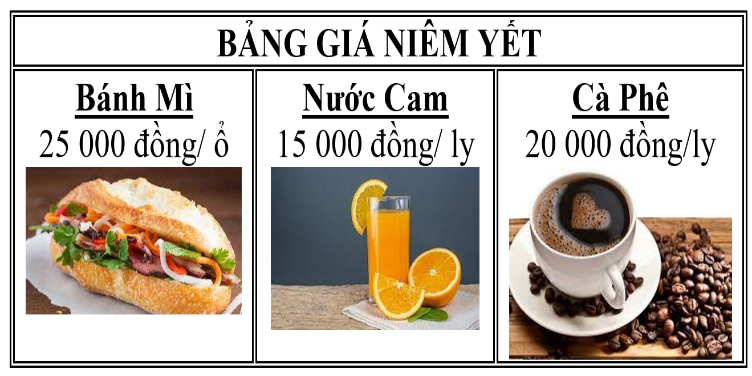 BẢNG GIÁ NIÊM YẾT
Bánh Mì
25 000 đồng/ ổ
Nước Cam
15 000 đồng/ ly
Cà Phê
20 000 đồng/ly